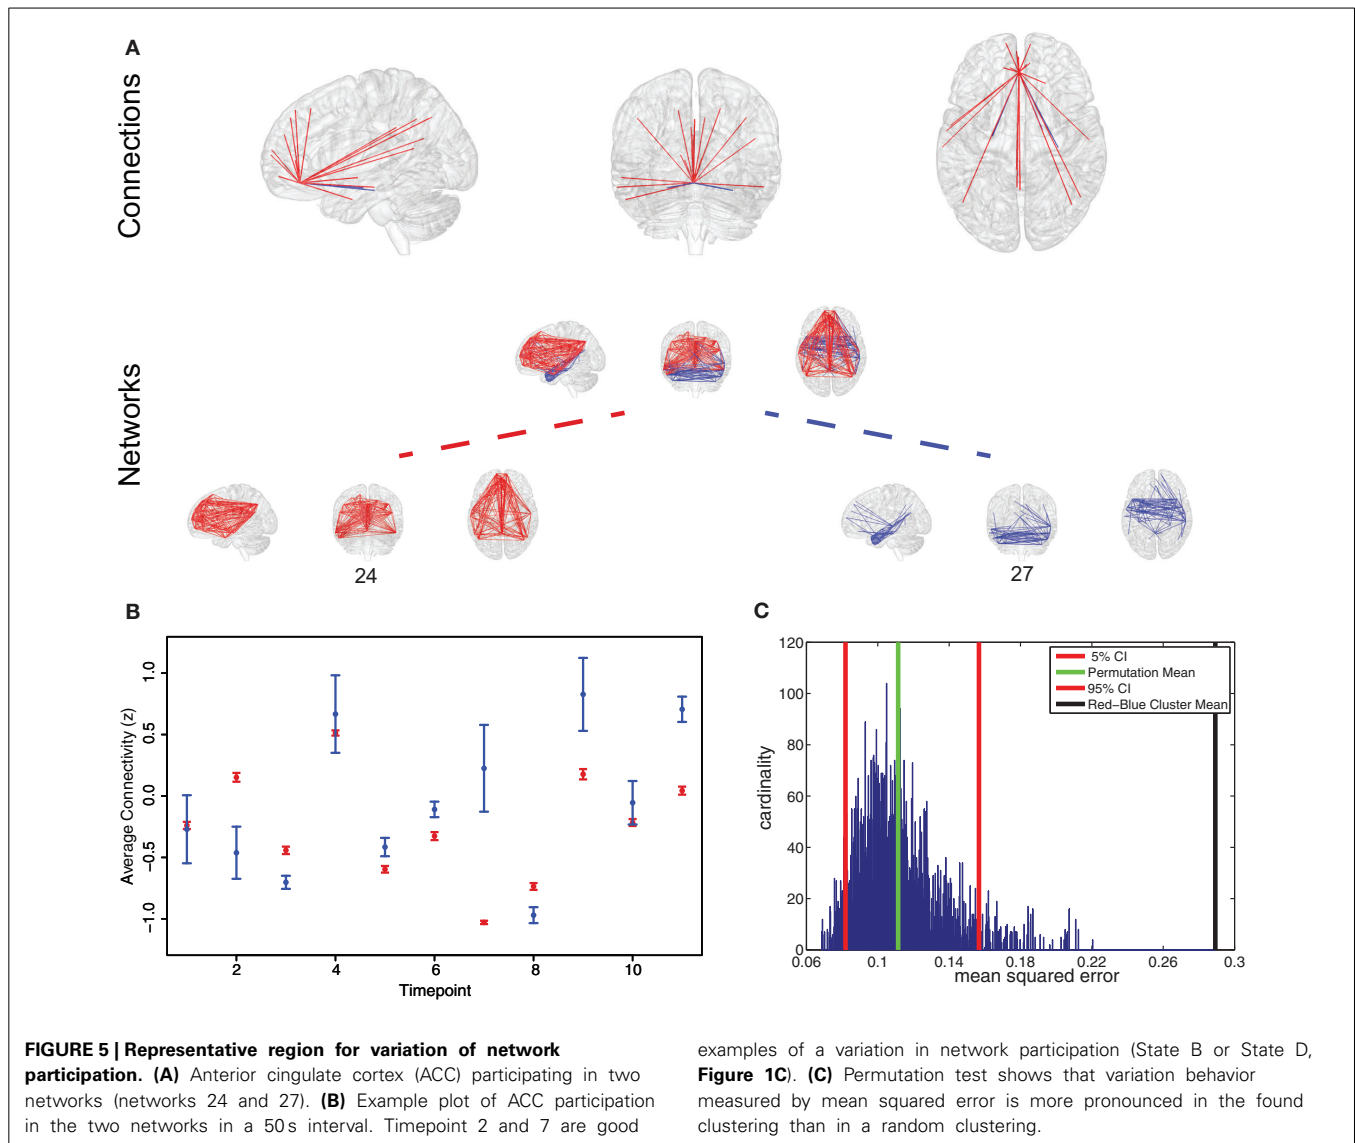 A
Connections
Networks
24
27
B
1.0
0.5
0.0
−0.5
−1.0
Average Connectivity (z)
2
4
6
8
10
Timepoint
C
120
100
80
60
40
20
0
cardinality
5% CI
Permutation Mean
95% CI
Red−Blue Cluster Mean
0.06
0.1
0.14
0.18
0.22
0.26
0.3
mean squared error
FIGURE 5 | Representative region for variation of network
participation. (A) Anterior cingulate cortex (ACC) participating in two
networks (networks 24 and 27). (B) Example plot of ACC participation
in the two networks in a 50 s interval. Timepoint 2 and 7 are good
examples of a variation in network participation (State B or State D,
Figure 1C). (C) Permutation test shows that variation behavior
measured by mean squared error is more pronounced in the found
clustering than in a random clustering.